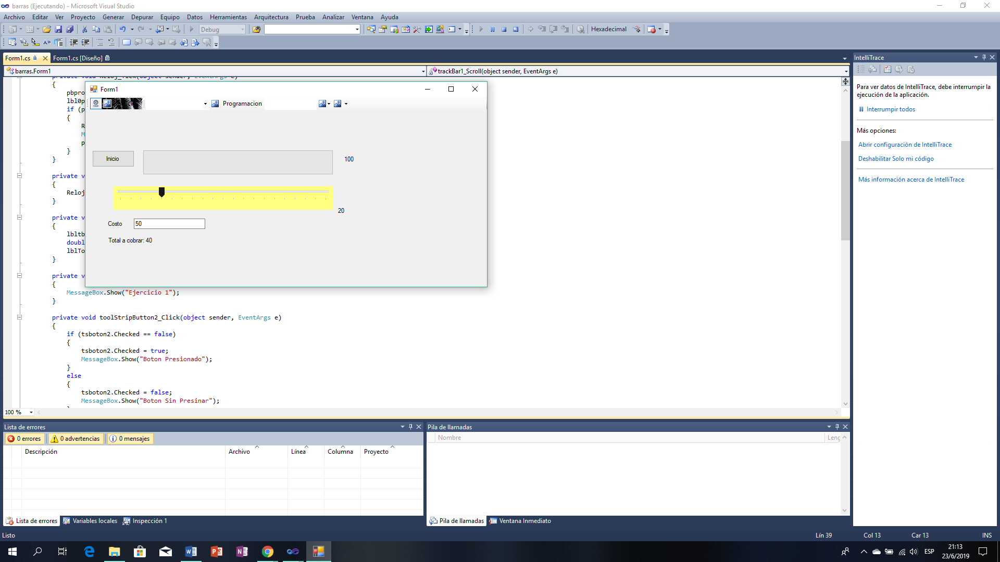 barras (Ejecutando) - Microsoft Visual Studio
Archivo Editar Ver Proyecto Generar Depurar Equipo Datos Herramientas Arquitectura Prueba Analizar Ventana Ayuda
Debug
Hexadecimal
Form1.cs Form1.cs [Diseño]
barras.Form1 trackBar1_Scroll(object sender, EventArgs e)
private void Reloj_Tick(object sender, EventArgs e)
{
pbpro
lbl0p
if (p
{
R
M
p
}
}
private v
{
Reloj
}
private v
{
lbltb
doubl
lblTo
}
private v
{
MessageBox.Show("Ejercicio 1");
}
private void toolStripButton2_Click(object sender, EventArgs e)
{
if (tsboton2.Checked == false)
{
tsboton2.Checked = true;
MessageBox.Show("Boton Presionado");
}
else
{
tsboton2.Checked = false;
MessageBox.Show("Boton Sin Presinar");
100 %
Form1
Programacion
Inicio
100
20
Costo 50
Total a cobrar: 40
IntelliTrace
Para ver datos de IntelliTrace, debe interrumpir la
ejecución de la aplicación.
Interrumpir todos
Más opciones:
Abrir configuración de IntelliTrace
Deshabilitar Solo mi código
Más información acerca de IntelliTrace
Lista de errores
0 errores 0 advertencias 0 mensajes
Descripción Archivo Línea Columna Proyecto
Lista de errores Variables locales Inspección 1
Pila de llamadas
Nombre Leng
Pila de llamadas Ventana Inmediato
Listo Lín 39 Col 13 Car 13 INS
ESP
21:13
23/6/2019